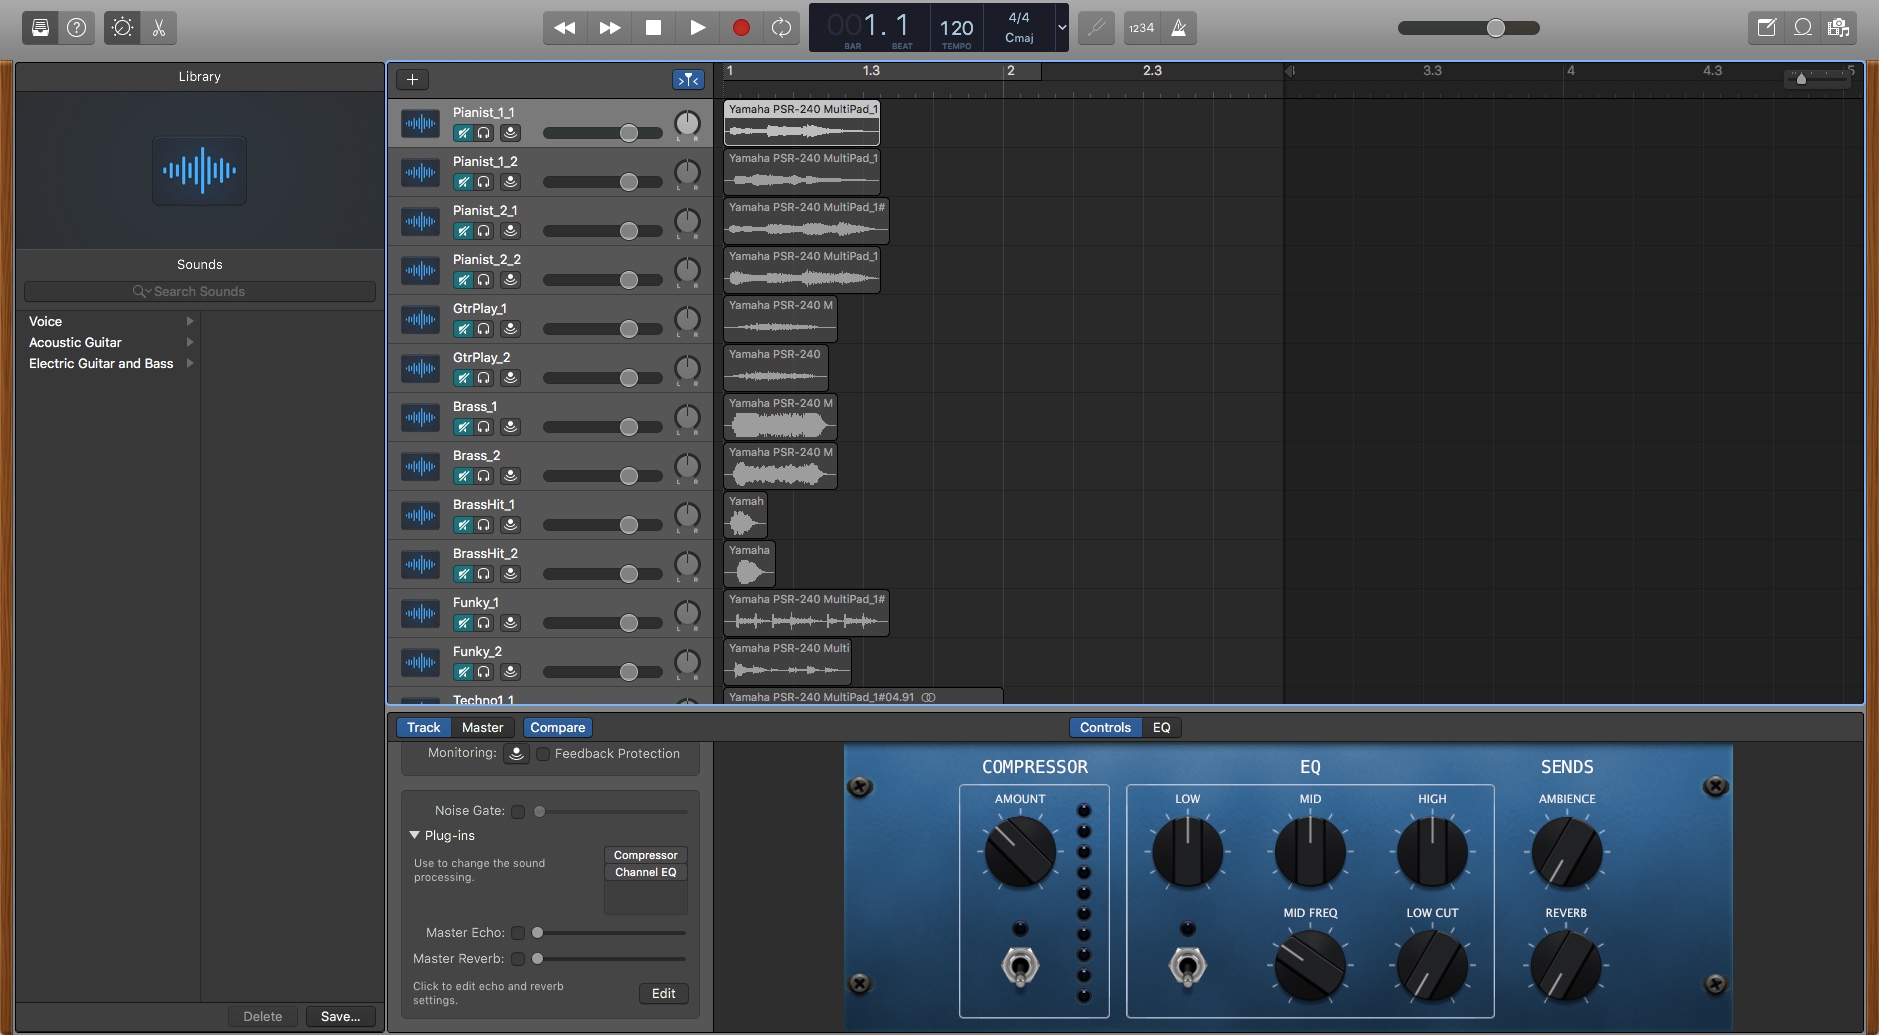 001.1
BAR BEAT
120
TEMPO
4/4
Cmaj
1234
Library
Sounds
Search Sounds
Voice
Acoustic Guitar
Electric Guitar and Bass
Delete
Save...
1 1.3 2 2.3 3.3 4 4.3 5
Pianist_1_1
L R
Yamaha PSR-240 MultiPad_1
Pianist_1_2
L R
Yamaha PSR-240 MultiPad_1
Pianist_2_1
L R
Yamaha PSR-240 MultiPad_1#
Pianist_2_2
L R
Yamaha PSR-240 MultiPad_1
GtrPlay_1
L R
Yamaha PSR-240 M
GtrPlay_2
L R
Yamaha PSR-240
Brass_1
L R
Yamaha PSR-240 M
Brass_2
L R
Yamaha PSR-240 M
BrassHit_1
L R
Yamah
BrassHit_2
L R
Yamaha
Funky_1
L R
Yamaha PSR-240 MultiPad_1#
Funky_2
L R
Yamaha PSR-240 Multi
Techno1_1
Yamaha PSR-240 MultiPad_1#04.91
Track Master Compare
Controls EQ
Monitoring: Feedback Protection
Noise Gate:
Plug-ins
Use to change the sound
processing.
Compressor
Channel EQ
Master Echo:
Master Reverb:
Click to edit echo and reverb
settings.
Edit
COMPRESSOR
AMOUNT
EQ
LOW MID HIGH
MID FREQ LOW CUT
SENDS
AMBIENCE
REVERB